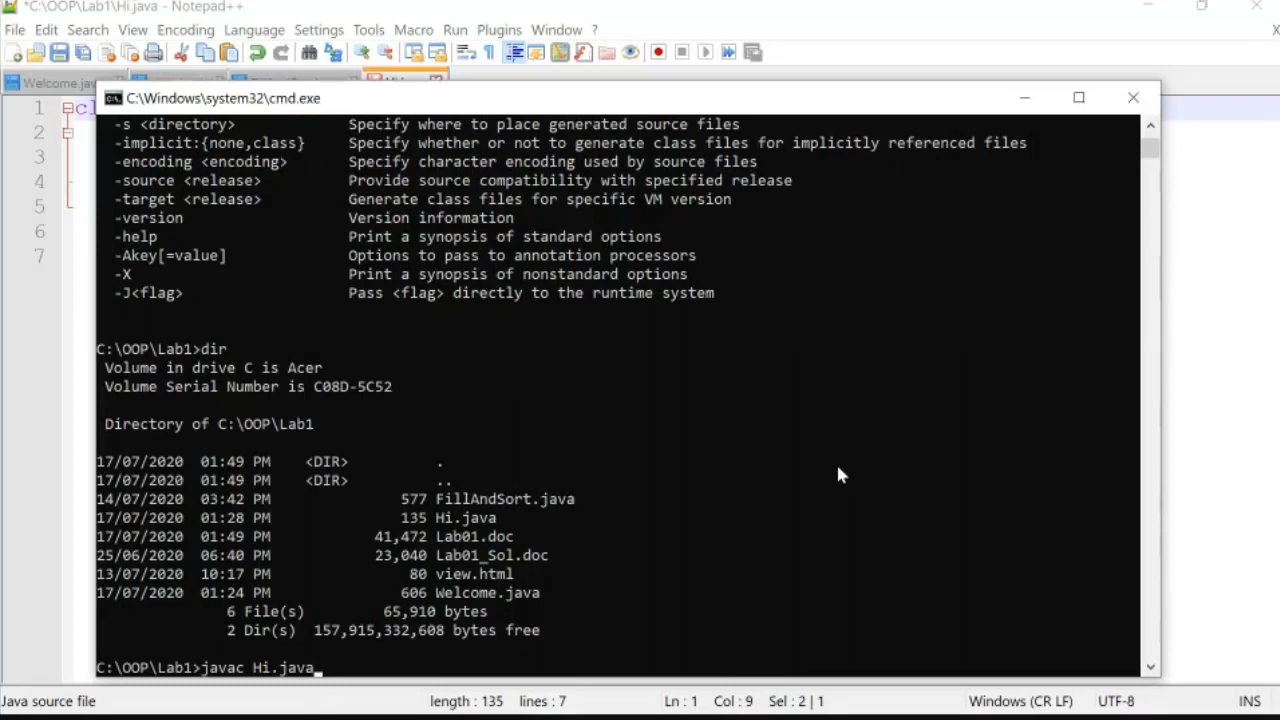 *C:\OOP\Lab1\Hi.java - Notepad++
File Edit Search View Encoding Language Settings Tools Macro Run Plugins Window ? X
Welcome.jav
C:\Windows\system32\cmd.exe
1 cl
2
3
4
5
6
7
-s <directory> Specify where to place generated source files
-implicit:{none,class} Specify whether or not to generate class files for implicitly referenced files
-encoding <encoding> Specify character encoding used by source files
-source <release> Provide source compatibility with specified release
-target <release> Generate class files for specific VM version
-version Version information
-help Print a synopsis of standard options
-Akey[=value] Options to pass to annotation processors
-X Print a synopsis of nonstandard options
-J<flag> Pass <flag> directly to the runtime system
C:\OOP\Lab1>dir
Volume in drive C is Acer
Volume Serial Number is C08D-5C52
Directory of C:\OOP\Lab1
17/07/2020 01:49 PM <DIR> .
17/07/2020 01:49 PM <DIR> ..
14/07/2020 03:42 PM 577 FillAndSort.java
17/07/2020 01:28 PM 135 Hi.java
17/07/2020 01:49 PM 41,472 Lab01.doc
25/06/2020 06:40 PM 23,040 Lab01_Sol.doc
13/07/2020 10:17 PM 80 view.html
17/07/2020 01:24 PM 606 Welcome.java
6 File(s) 65,910 bytes
2 Dir(s) 157,915,332,608 bytes free
C:\OOP\Lab1>javac Hi.java_
Java source file length : 135 lines : 7 Ln : 1 Col : 9 Sel : 2 | 1 Windows (CR LF) UTF-8 INS